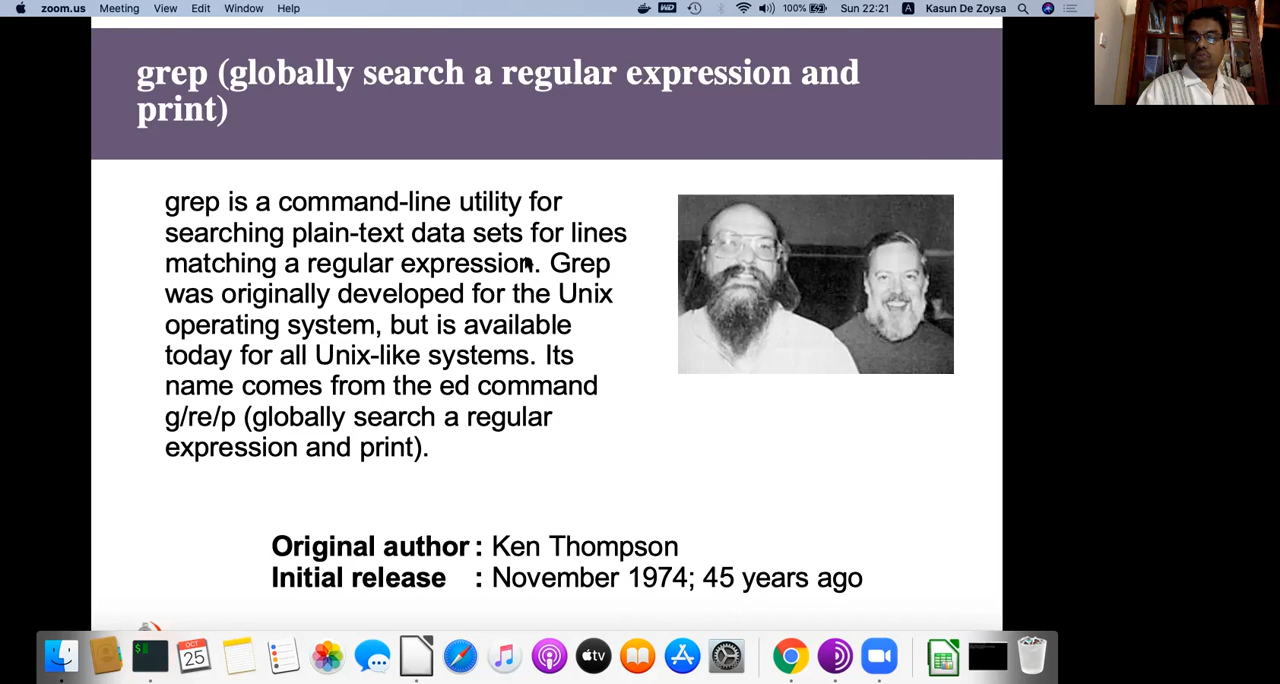 zoom.us Meeting View Edit Window Help 100% Sun 22:21 A Kasun De Zoysa
grep (globally search a regular expression and
print)
grep is a command-line utility for
searching plain-text data sets for lines
matching a regular expression. Grep
was originally developed for the Unix
operating system, but is available
today for all Unix-like systems. Its
name comes from the ed command
g/re/p (globally search a regular
expression and print).
Original author : Ken Thompson
Initial release : November 1974; 45 years ago
$
OCT
25
tv